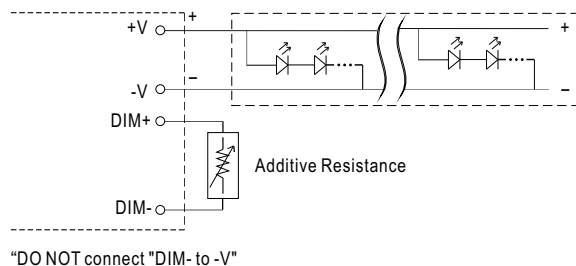 +V
+
-V
–
+
–
DIM+
Additive Resistance
DIM-
"DO NOT connect "DIM- to -V"